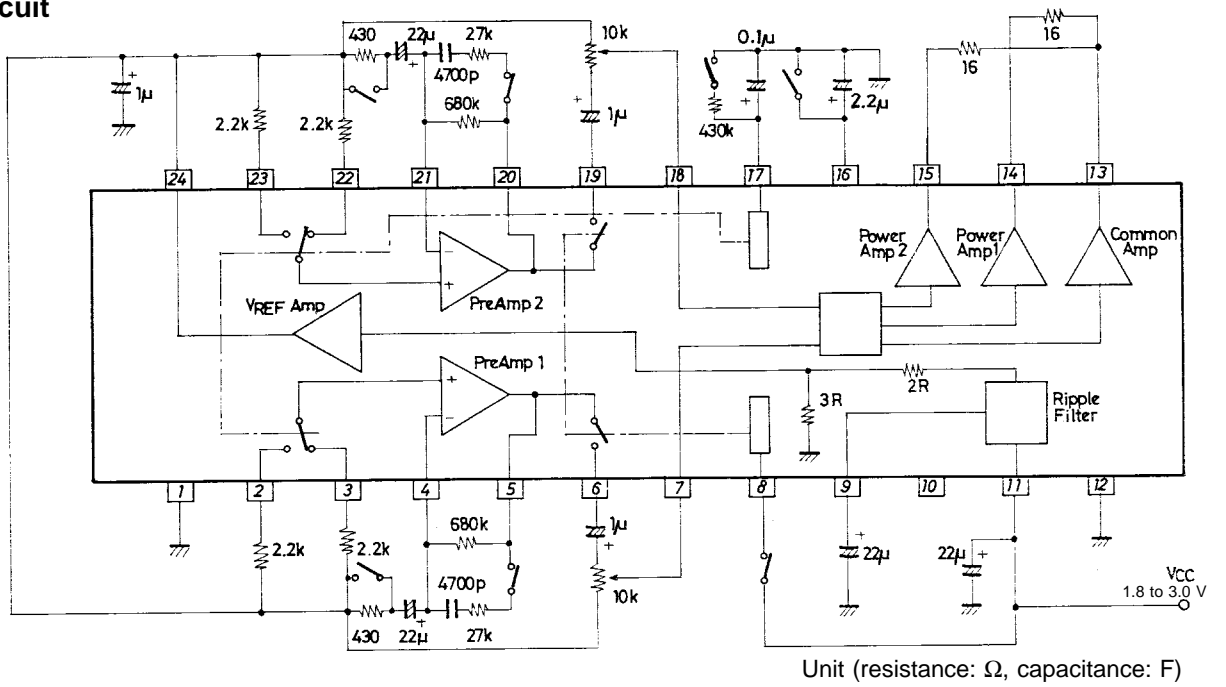 cuit
430
22μ
27k
10k
16
0.1μ
16
+
1μ
4700p
+
680k
+
1μ
430k
+
+
2.2μ
2.2k
2.2k
24
23
22
21
20
19
18
17
16
15
14
13
Power Amp 2
Power Amp1
Common Amp
-
+
PreAmp 2
VREF Amp
PreAmp 1
+
-
2R
3R
Ripple Filter
1
2
3
4
5
6
7
8
9
10
11
12
2.2k
2.2k
680k
1μ
+
4700p
10k
+
22μ
22μ
+
VCC
1.8 to 3.0 V
430
22μ
+
27k
Unit (resistance: Ω, capacitance: F)